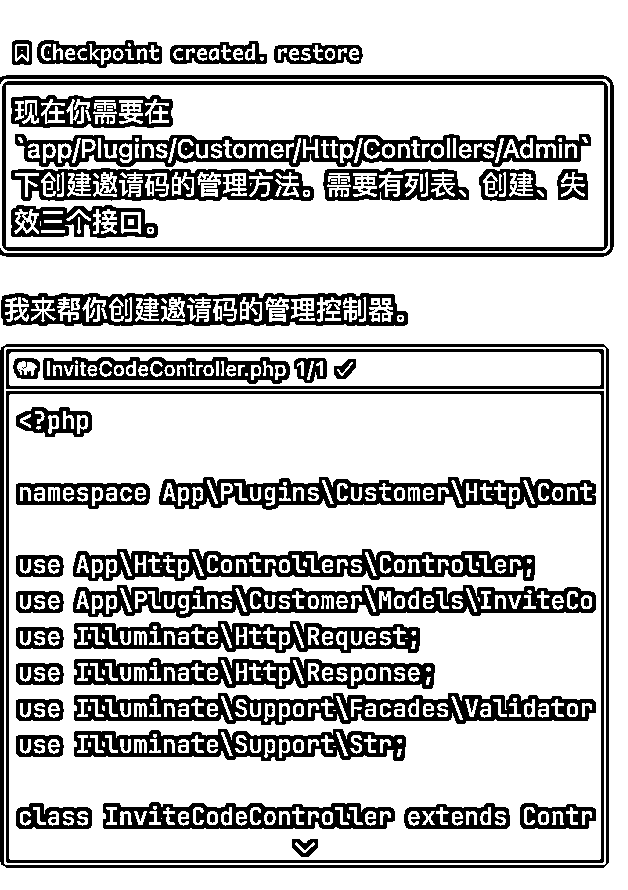 Checkpoint created. restore
现在你需要在
`app/Plugins/Customer/Http/Controllers/Admin`
下创建邀请码的管理方法。需要有列表、创建、失
效三个接口。
我来帮你创建邀请码的管理控制器。
InviteCodeController.php 1/1
<?php
namespace App\Plugins\Customer\Http\Cont
use App\Http\Controllers\Controller;
use App\Plugins\Customer\Models\InviteCo
use Illuminate\Http\Request;
use Illuminate\Http\Response;
use Illuminate\Support\Facades\Validator
use Illuminate\Support\Str;
class InviteCodeController extends Contr